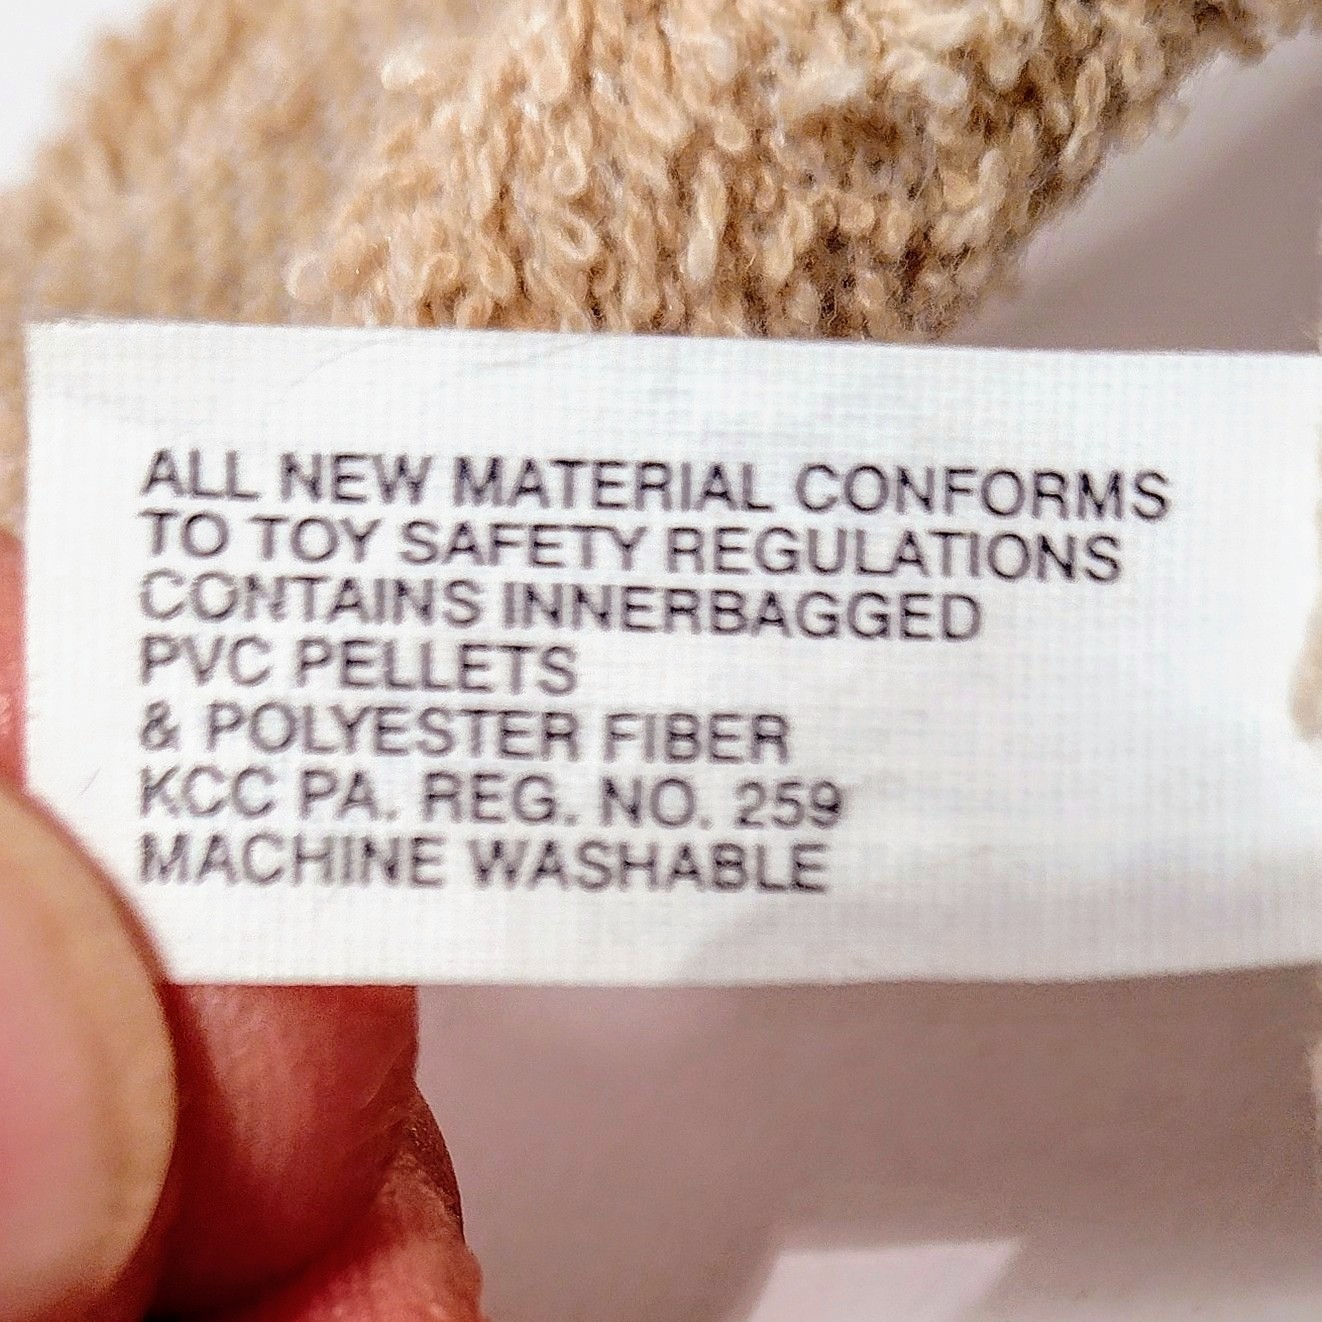 ALL NEW MATERIAL CONFORMS
TO TOY SAFETY REGULATIONS
CONTAINS INNERBAGGED
PVC PELLETS
& POLYESTER FIBER
KCC PA. REG. NO. 259
MACHINE WASHABLE